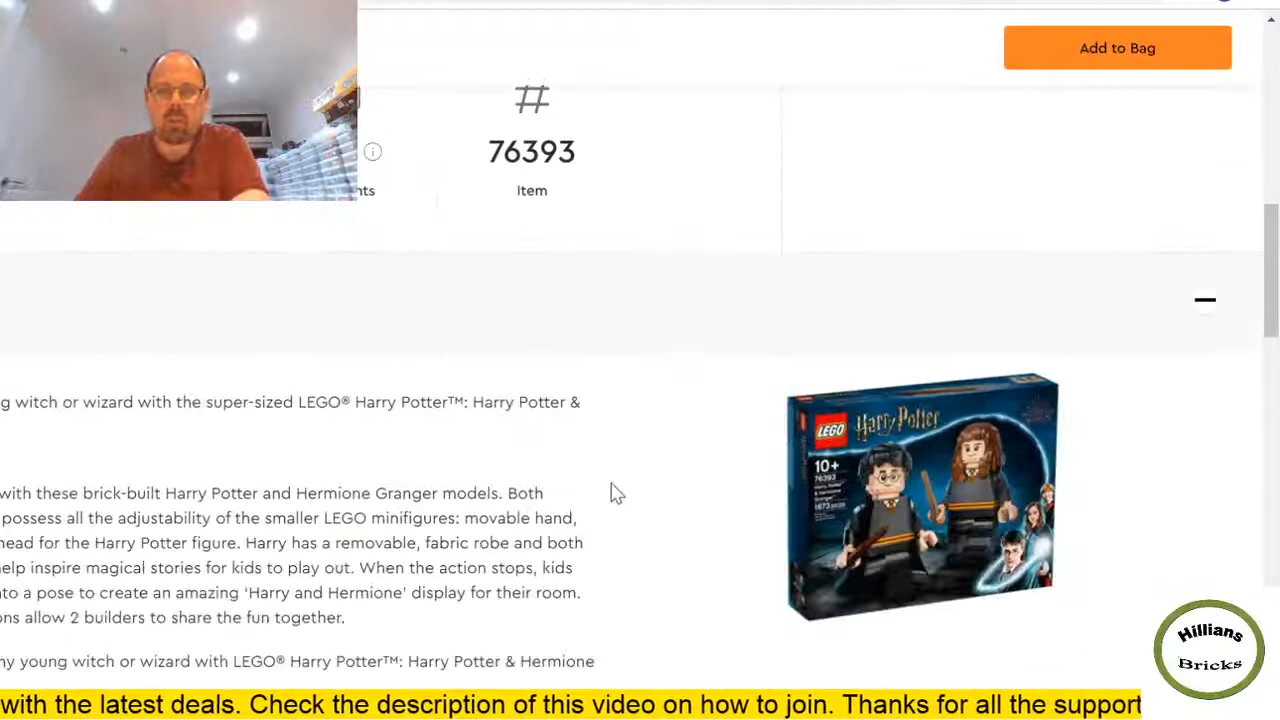 Add to Bag
#
76393
nts
Item
g witch or wizard with the super-sized LEGO® Harry Potter™: Harry Potter &
with these brick-built Harry Potter and Hermione Granger models. Both
possess all the adjustability of the smaller LEGO minifigures: movable hand,
head for the Harry Potter figure. Harry has a removable, fabric robe and both
elp inspire magical stories for kids to play out. When the action stops, kids
nto a pose to create an amazing ‘Harry and Hermione’ display for their room.
ons allow 2 builders to share the fun together.
ny young witch or wizard with LEGO® Harry Potter™: Harry Potter & Hermione
LEGO Harry Potter
10+
76393
Harry Potter
& Hermione
Granger
1673
Hillians
Bricks
with the latest deals. Check the description of this video on how to join. Thanks for all the support